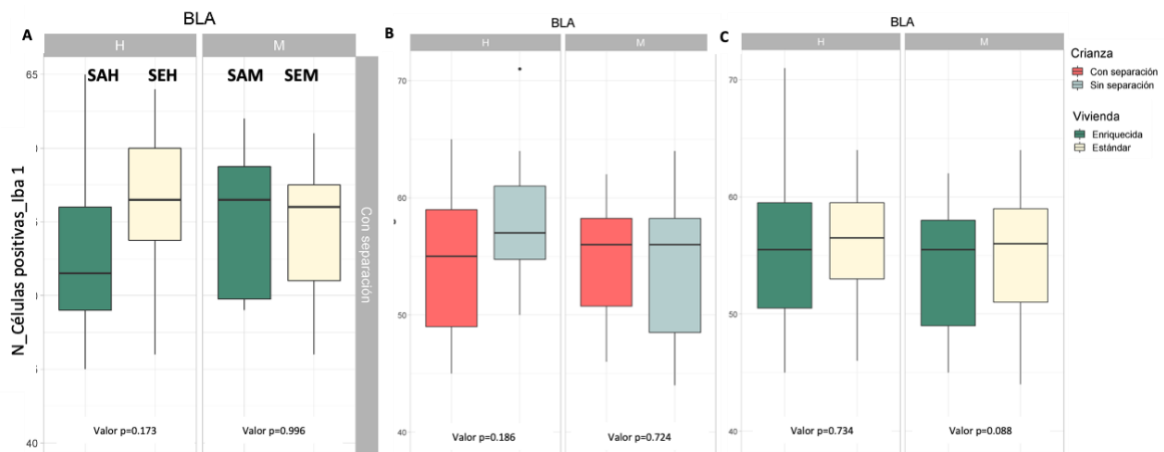 A
BLA
H
M
SAH
SEH
SAM
SEM
Con separación
N_Células positivas_Iba 1
65
40
Valor p=0.173
Valor p=0.996
B
BLA
H
M
70
60
50
40
Valor p=0.186
Valor p=0.724
C
BLA
H
M
70
60
50
40
Valor p=0.734
Valor p=0.088
Crianza
Con separación
Sin separación
Vivienda
Enriquecida
Estándar